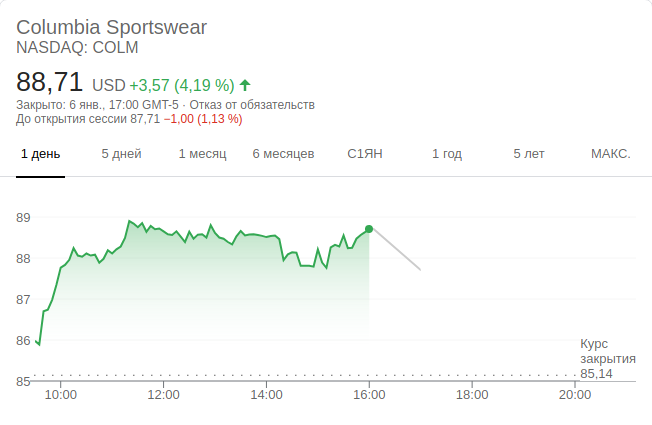 Columbia Sportswear
NASDAQ: COLM
88,71 USD +3,57 (4,19 %)
Закрыто: 6 янв., 17:00 GMT-5 · Отказ от обязательств
До открытия сессии 87,71 −1,00 (1,13 %)
1 день 5 дней 1 месяц 6 месяцев С1ЯН 1 год 5 лет МАКС.
89
88
87
86
Курс
закрытия
85,14
85
10:00 12:00 14:00 16:00 18:00 20:00